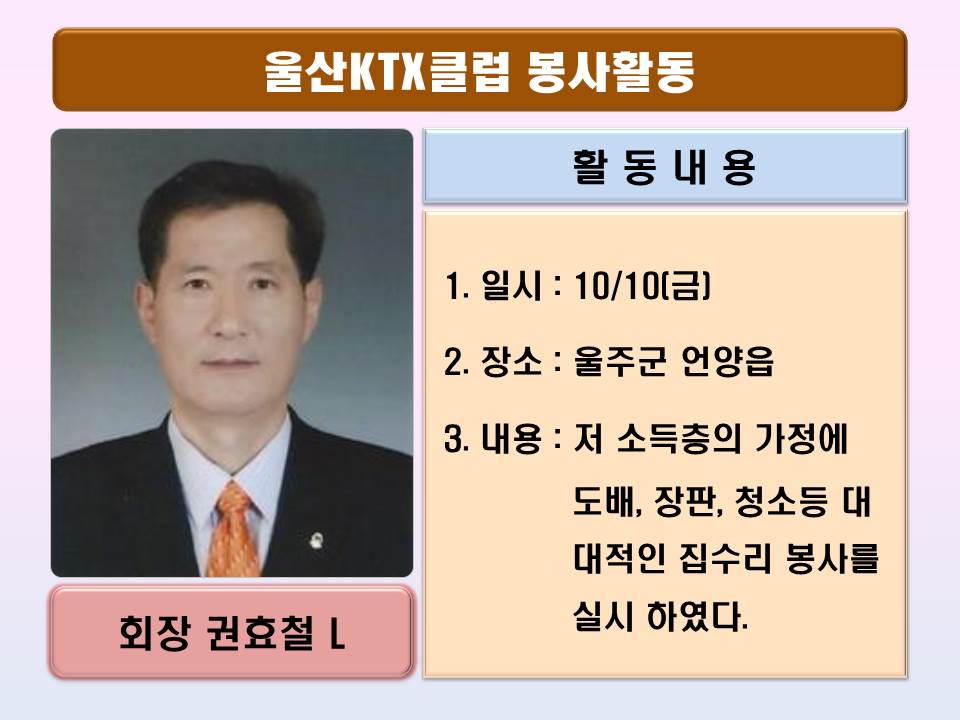 울산KTX클럽 봉사활동
활 동 내 용
1. 일시 : 10/10(금)
2. 장소 : 울주군 언양읍
3. 내용 : 저 소득층의 가정에
도배, 장판, 청소등 대
대적인 집수리 봉사를
실시 하였다.
회장 권효철 L